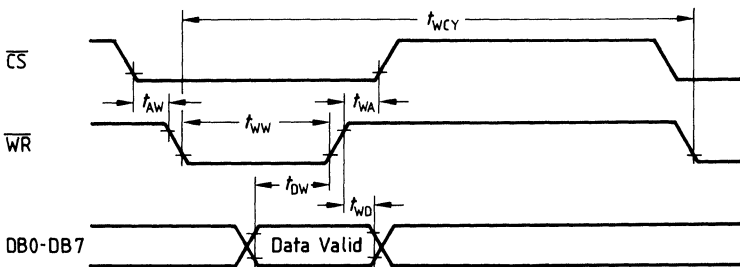 tWCY
CS
tAW
tWA
tWW
WR
tDW
tWD
DB0-DB7
Data Valid